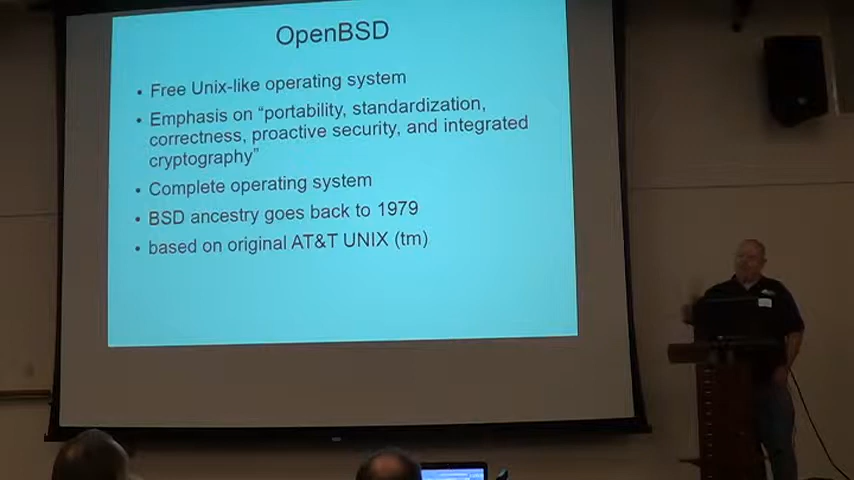 OpenBSD
• Free Unix-like operating system
• Emphasis on “portability, standardization,
correctness, proactive security, and integrated
cryptography”
• Complete operating system
• BSD ancestry goes back to 1979
• based on original AT&T UNIX (tm)